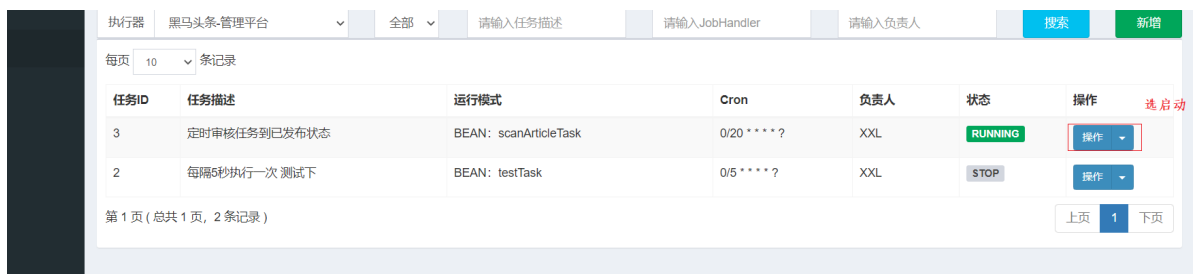 执行器 黑马头条-管理平台 全部 请输入任务描述 请输入JobHandler 请输入负责人 搜索 新增
每页 10 条记录
任务ID 任务描述 运行模式 Cron 负责人 状态 操作 选启动
3 定时审核任务到已发布状态 BEAN：scanArticleTask 0/20 * * * * ? XXL RUNNING 操作
2 每隔5秒执行一次 测试下 BEAN：testTask 0/5 * * * * ? XXL STOP 操作
第 1 页 ( 总共 1 页，2 条记录 ) 上页 1 下页